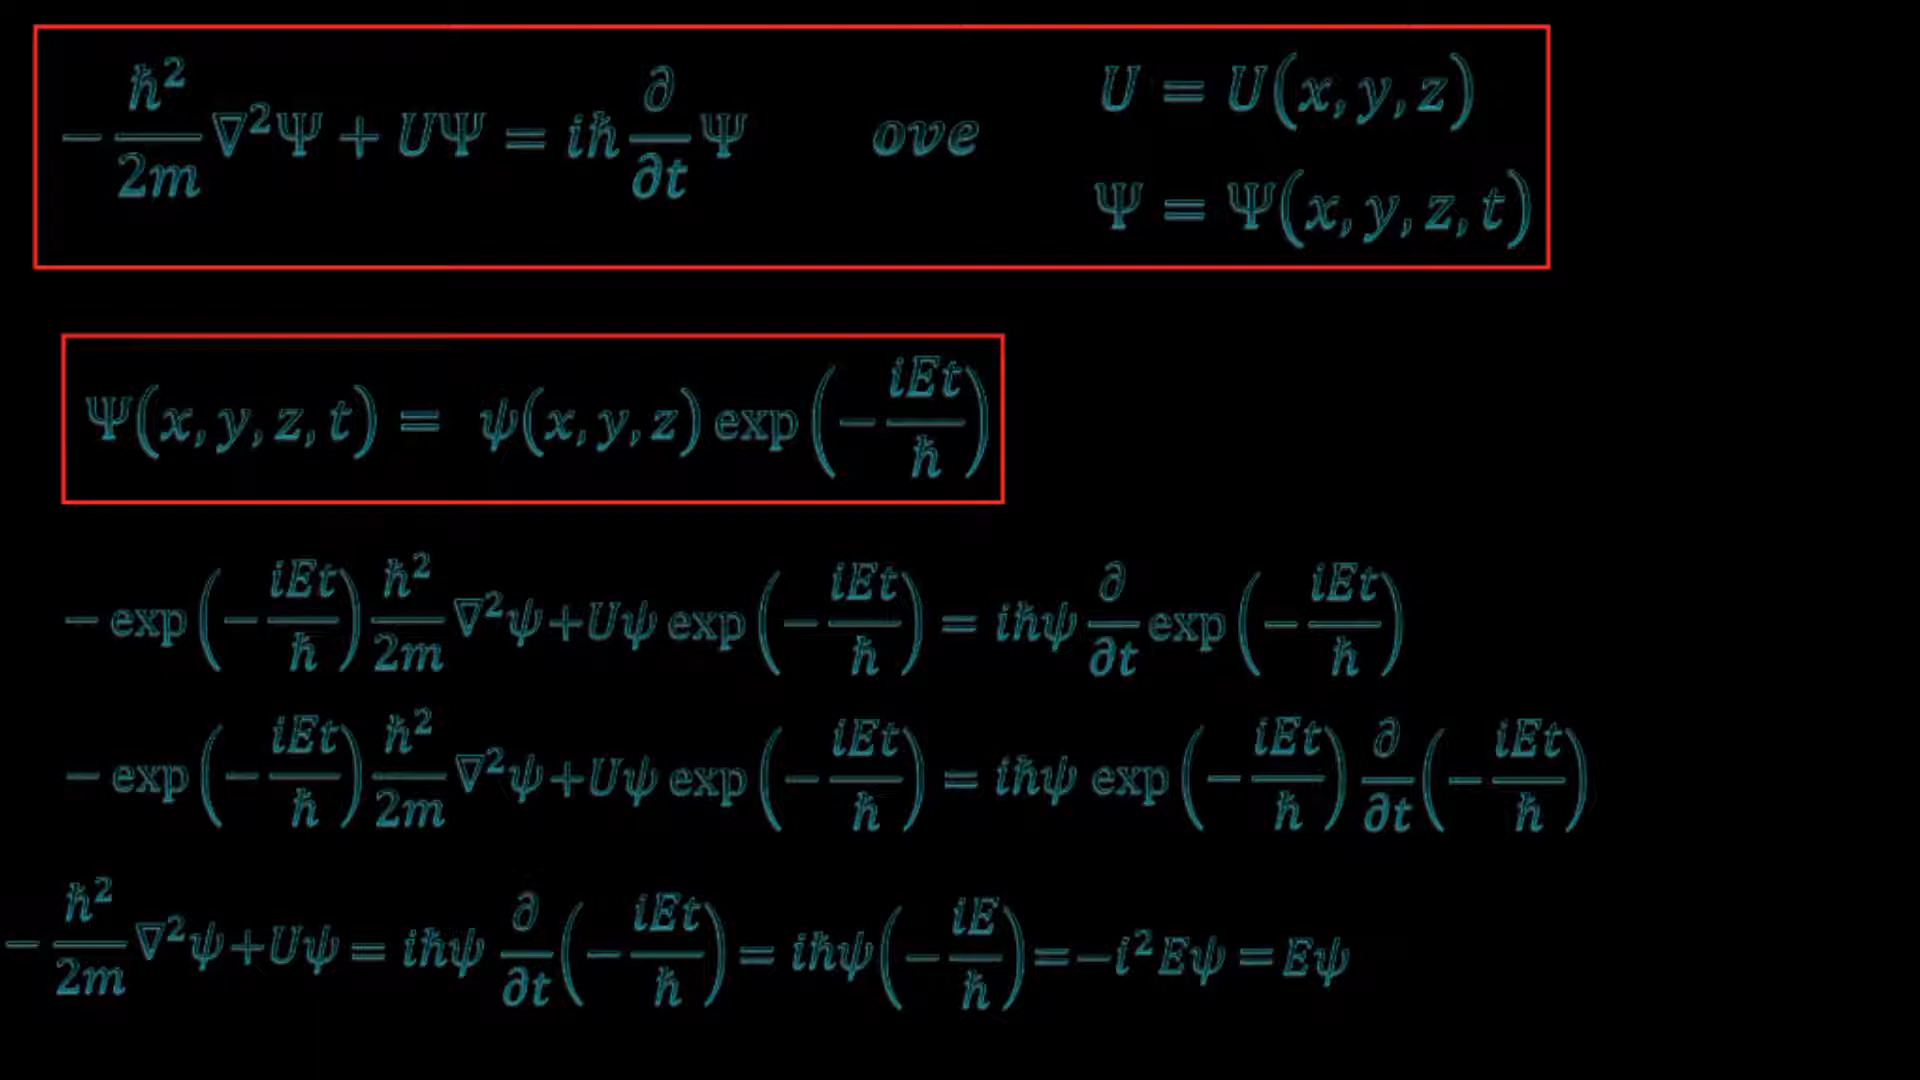 −ℏ²/2m ∇²Ψ + UΨ = iℏ ∂/∂t Ψ ove U = U(x, y, z)
Ψ = Ψ(x, y, z, t)
Ψ(x, y, z, t) = ψ(x, y, z) exp(−iEt/ℏ)
−exp(−iEt/ℏ) ℏ²/2m ∇²ψ+Uψ exp(−iEt/ℏ) = iℏψ ∂/∂t exp(−iEt/ℏ)
−exp(−iEt/ℏ) ℏ²/2m ∇²ψ+Uψ exp(−iEt/ℏ) = iℏψ exp(−iEt/ℏ) ∂/∂t (−iEt/ℏ)
−ℏ²/2m ∇²ψ+Uψ = iℏψ ∂/∂t (−iEt/ℏ) = iℏψ(−iE/ℏ)=−i²Eψ = Eψ